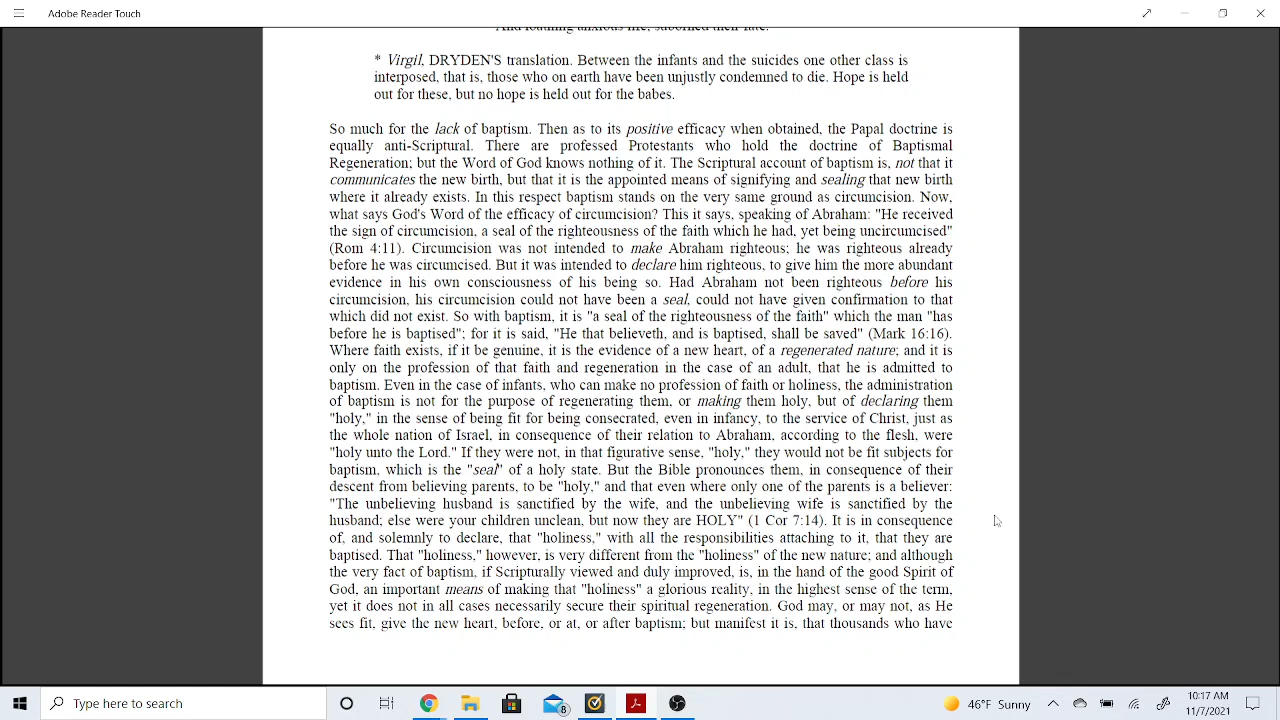 Adobe Reader Touch
And loathing anxious life, suborned their fate.
* Virgil, DRYDEN'S translation. Between the infants and the suicides one other class is
interposed, that is, those who on earth have been unjustly condemned to die. Hope is held
out for these, but no hope is held out for the babes.
So much for the lack of baptism. Then as to its positive efficacy when obtained, the Papal doctrine is
equally anti-Scriptural. There are professed Protestants who hold the doctrine of Baptismal
Regeneration; but the Word of God knows nothing of it. The Scriptural account of baptism is, not that it
communicates the new birth, but that it is the appointed means of signifying and sealing that new birth
where it already exists. In this respect baptism stands on the very same ground as circumcision. Now,
what says God's Word of the efficacy of circumcision? This it says, speaking of Abraham: "He received
the sign of circumcision, a seal of the righteousness of the faith which he had, yet being uncircumcised"
(Rom 4:11). Circumcision was not intended to make Abraham righteous; he was righteous already
before he was circumcised. But it was intended to declare him righteous, to give him the more abundant
evidence in his own consciousness of his being so. Had Abraham not been righteous before his
circumcision, his circumcision could not have been a seal, could not have given confirmation to that
which did not exist. So with baptism, it is "a seal of the righteousness of the faith" which the man "has
before he is baptised"; for it is said, "He that believeth, and is baptised, shall be saved" (Mark 16:16).
Where faith exists, if it be genuine, it is the evidence of a new heart, of a regenerated nature; and it is
only on the profession of that faith and regeneration in the case of an adult, that he is admitted to
baptism. Even in the case of infants, who can make no profession of faith or holiness, the administration
of baptism is not for the purpose of regenerating them, or making them holy, but of declaring them
"holy," in the sense of being fit for being consecrated, even in infancy, to the service of Christ, just as
the whole nation of Israel, in consequence of their relation to Abraham, according to the flesh, were
"holy unto the Lord." If they were not, in that figurative sense, "holy," they would not be fit subjects for
baptism, which is the "seal" of a holy state. But the Bible pronounces them, in consequence of their
descent from believing parents, to be "holy," and that even where only one of the parents is a believer:
"The unbelieving husband is sanctified by the wife, and the unbelieving wife is sanctified by the
husband; else were your children unclean, but now they are HOLY" (1 Cor 7:14). It is in consequence
of, and solemnly to declare, that "holiness," with all the responsibilities attaching to it, that they are
baptised. That "holiness," however, is very different from the "holiness" of the new nature; and although
the very fact of baptism, if Scripturally viewed and duly improved, is, in the hand of the good Spirit of
God, an important means of making that "holiness" a glorious reality, in the highest sense of the term,
yet it does not in all cases necessarily secure their spiritual regeneration. God may, or may not, as He
sees fit, give the new heart, before, or at, or after baptism; but manifest it is, that thousands who have
Type here to search
8
46°F Sunny
10:17 AM
11/7/2021